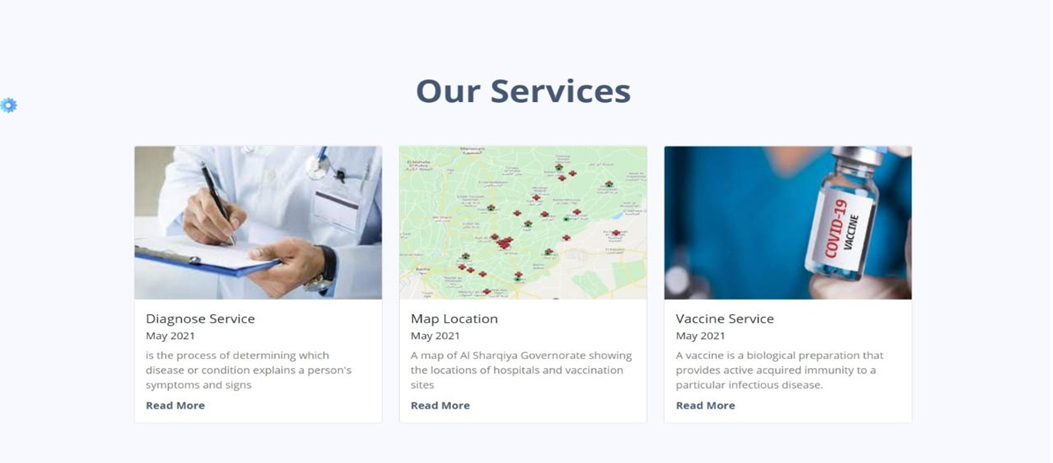 Our Services
COVID-19
VACCINE
Diagnose Service
May 2021
is the process of determining which
disease or condition explains a person's
symptoms and signs
Read More
Map Location
May 2021
A map of Al Sharqiya Governorate showing
the locations of hospitals and vaccination
sites
Read More
Vaccine Service
May 2021
A vaccine is a biological preparation that
provides active acquired immunity to a
particular infectious disease.
Read More